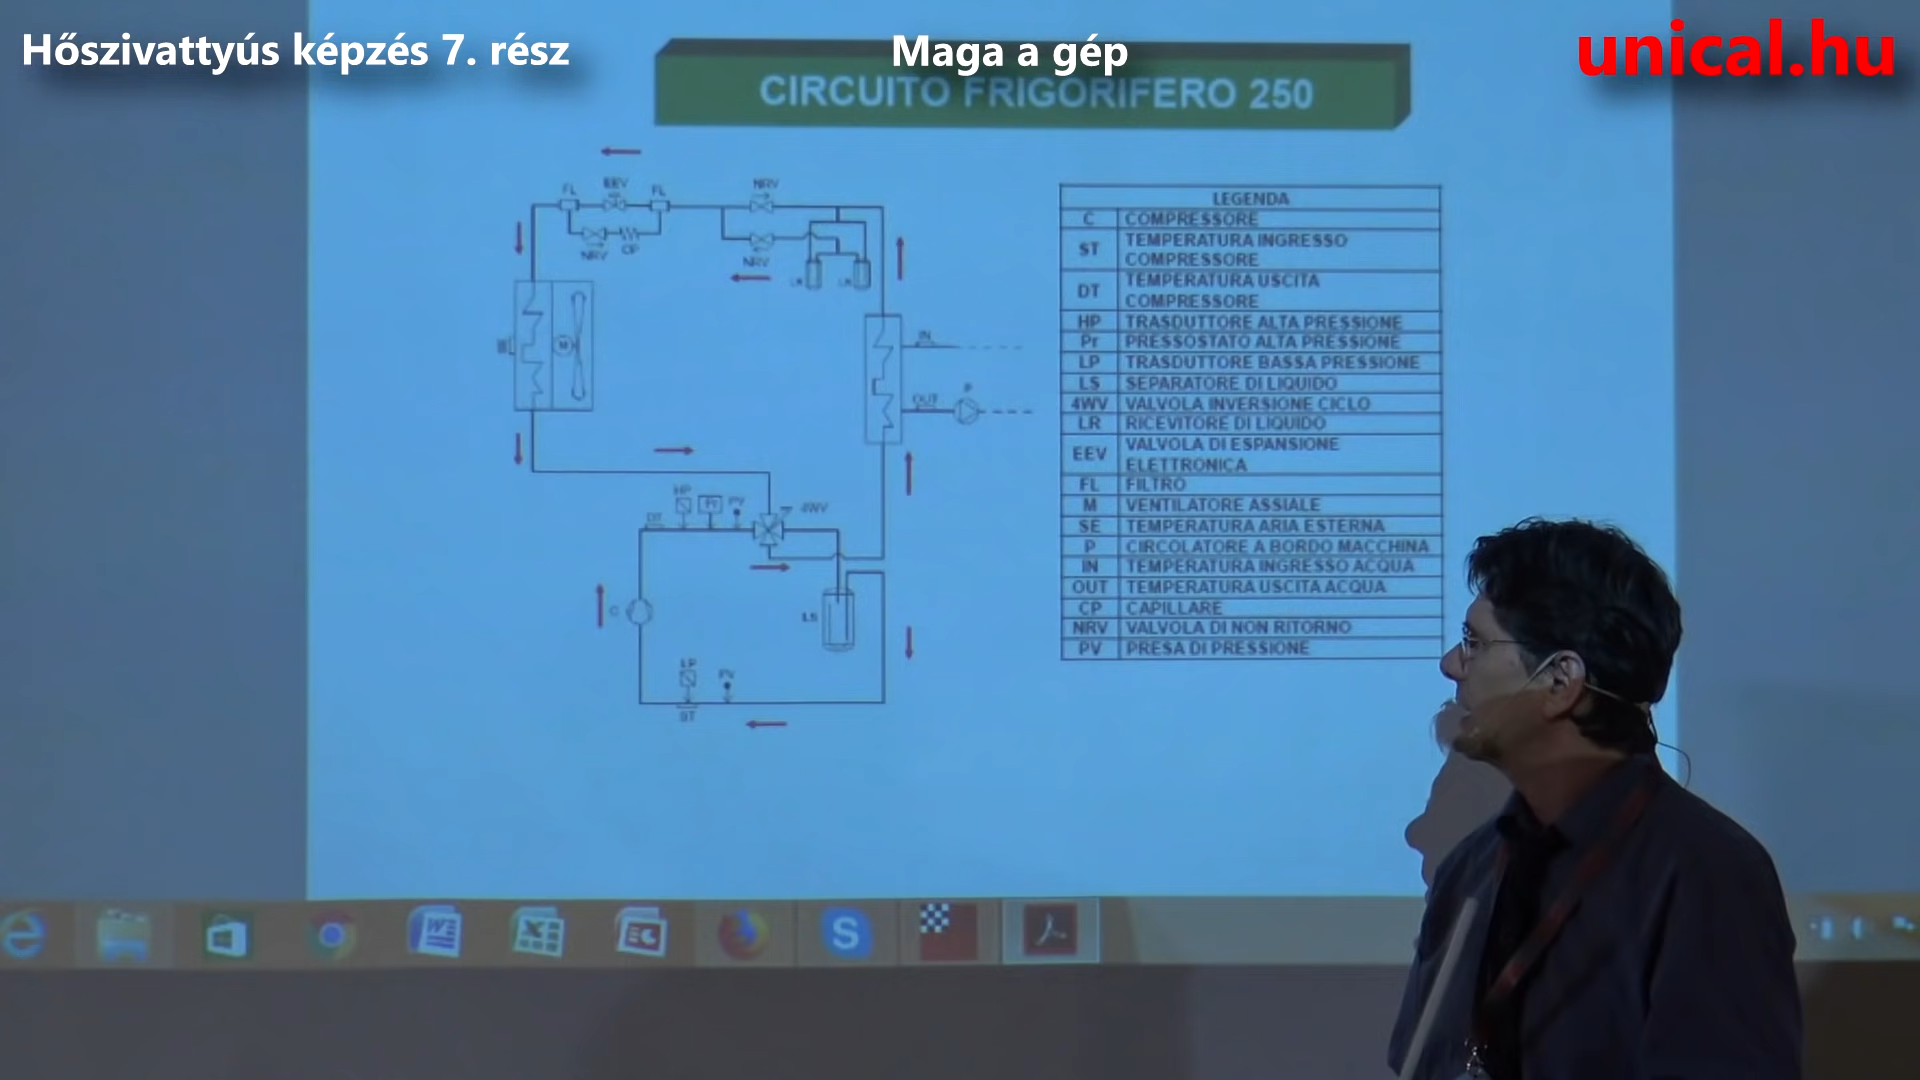 Hőszivattyús képzés 7. rész
Maga a gép
unical.hu
CIRCUITO FRIGORIFERO 250
FL
EEV
FL
NRV
NRV
CP
NRV
LR
LR
M
IN
OUT
P
HP
Pr
PV
DT
4WV
C
LS
LP
PV
ST
LEGENDA
C COMPRESSORE
ST TEMPERATURA INGRESSO
COMPRESSORE
DT TEMPERATURA USCITA
COMPRESSORE
HP TRASDUTTORE ALTA PRESSIONE
Pr PRESSOSTATO ALTA PRESSIONE
LP TRASDUTTORE BASSA PRESSIONE
LS SEPARATORE DI LIQUIDO
4WV VALVOLA INVERSIONE CICLO
LR RICEVITORE DI LIQUIDO
EEV VALVOLA DI ESPANSIONE
ELETTRONICA
FL FILTRO
M VENTILATORE ASSIALE
SE TEMPERATURA ARIA ESTERNA
P CIRCOLATORE A BORDO MACCHINA
IN TEMPERATURA INGRESSO ACQUA
OUT TEMPERATURA USCITA ACQUA
CP CAPILLARE
NRV VALVOLA DI NON RITORNO
PV PRESA DI PRESSIONE